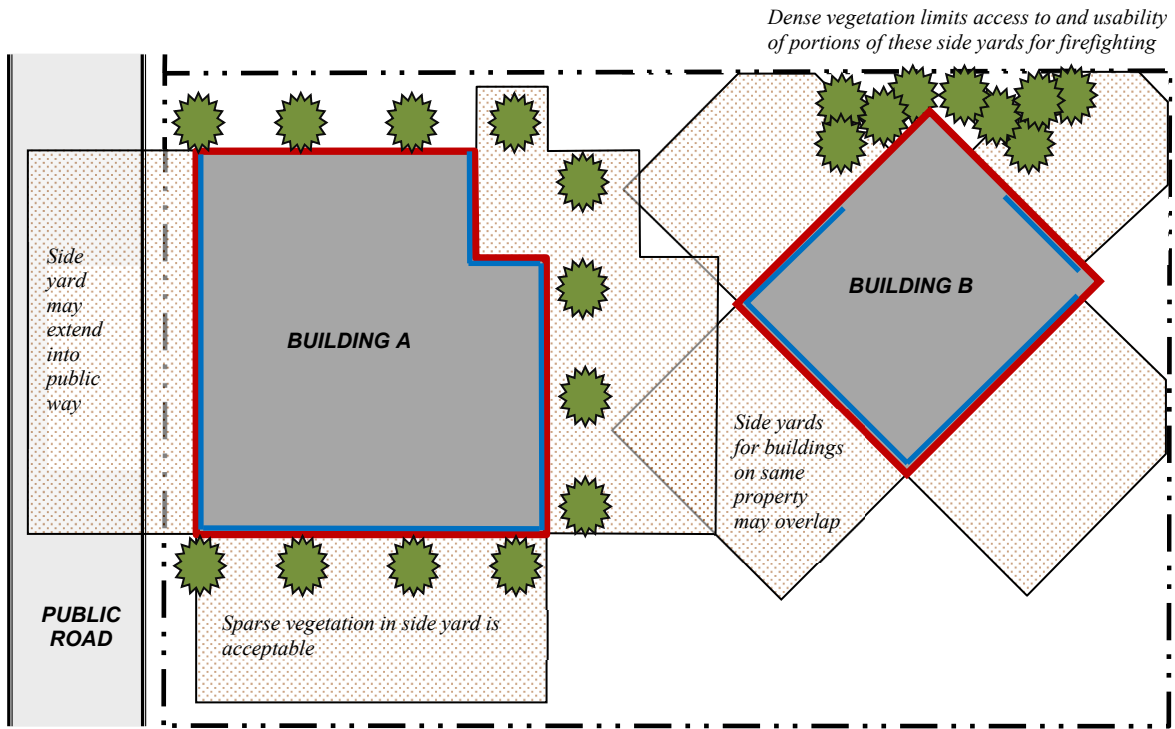 Dense vegetation limits access to and usability
of portions of these side yards for firefighting
Side
yard
may
extend
into
public
way
BUILDING A
BUILDING B
Side yards
for buildings
on same
property
may overlap
PUBLIC
ROAD
Sparse vegetation in side yard is
acceptable